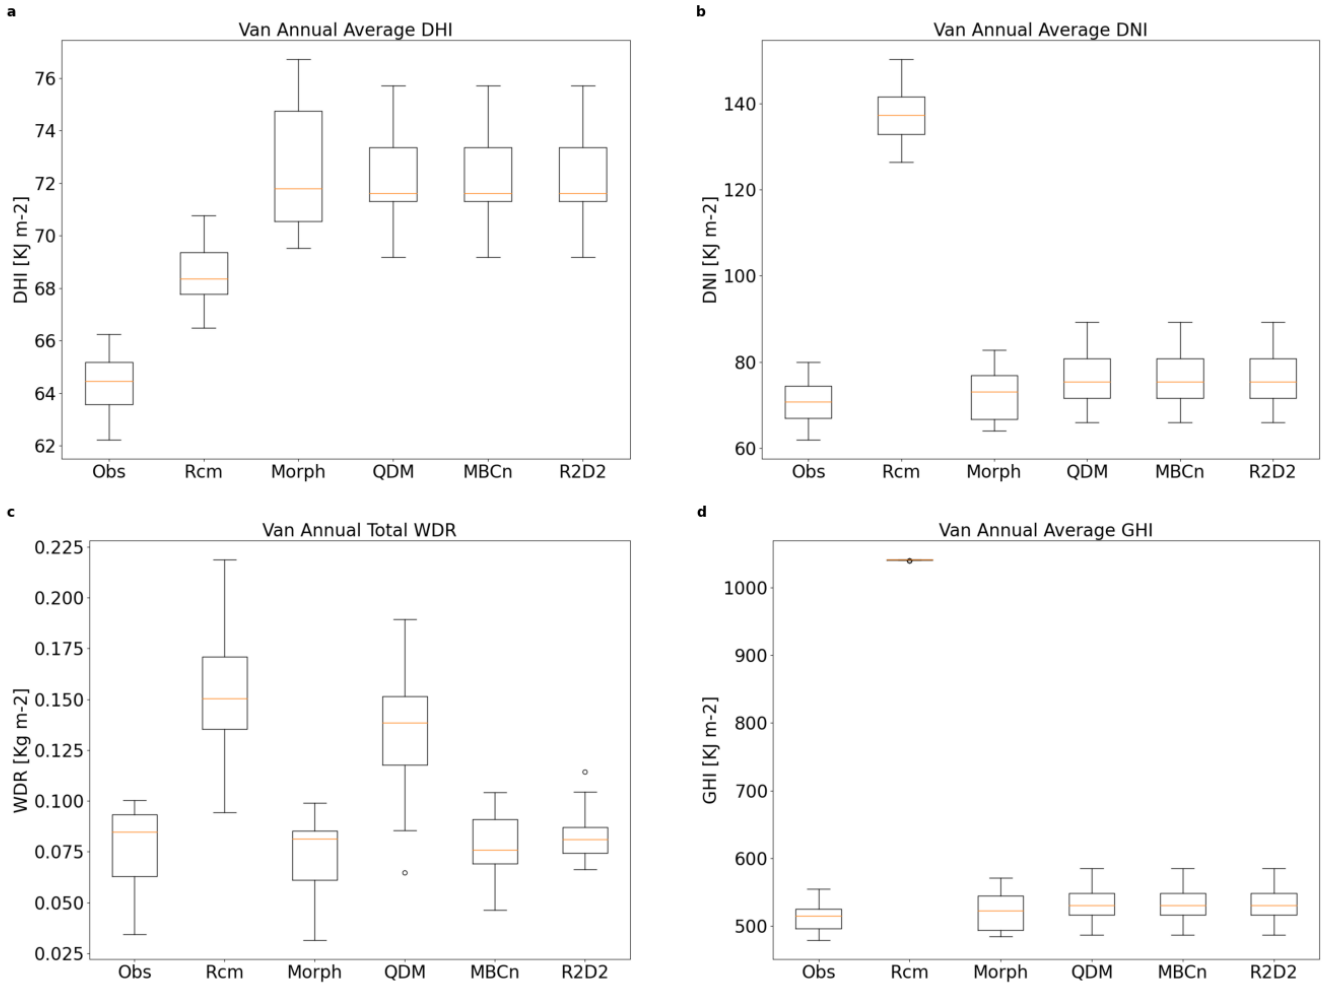 a
Van Annual Average DHI
DHI [KJ m-2]
76
74
72
70
68
66
64
62
Obs Rcm Morph QDM MBCn R2D2
b
Van Annual Average DNI
DNI [KJ m-2]
140
120
100
80
60
Obs Rcm Morph QDM MBCn R2D2
c
Van Annual Total WDR
WDR [Kg m-2]
0.225
0.200
0.175
0.150
0.125
0.100
0.075
0.050
0.025
Obs Rcm Morph QDM MBCn R2D2
d
Van Annual Average GHI
GHI [KJ m-2]
1000
900
800
700
600
500
Obs Rcm Morph QDM MBCn R2D2